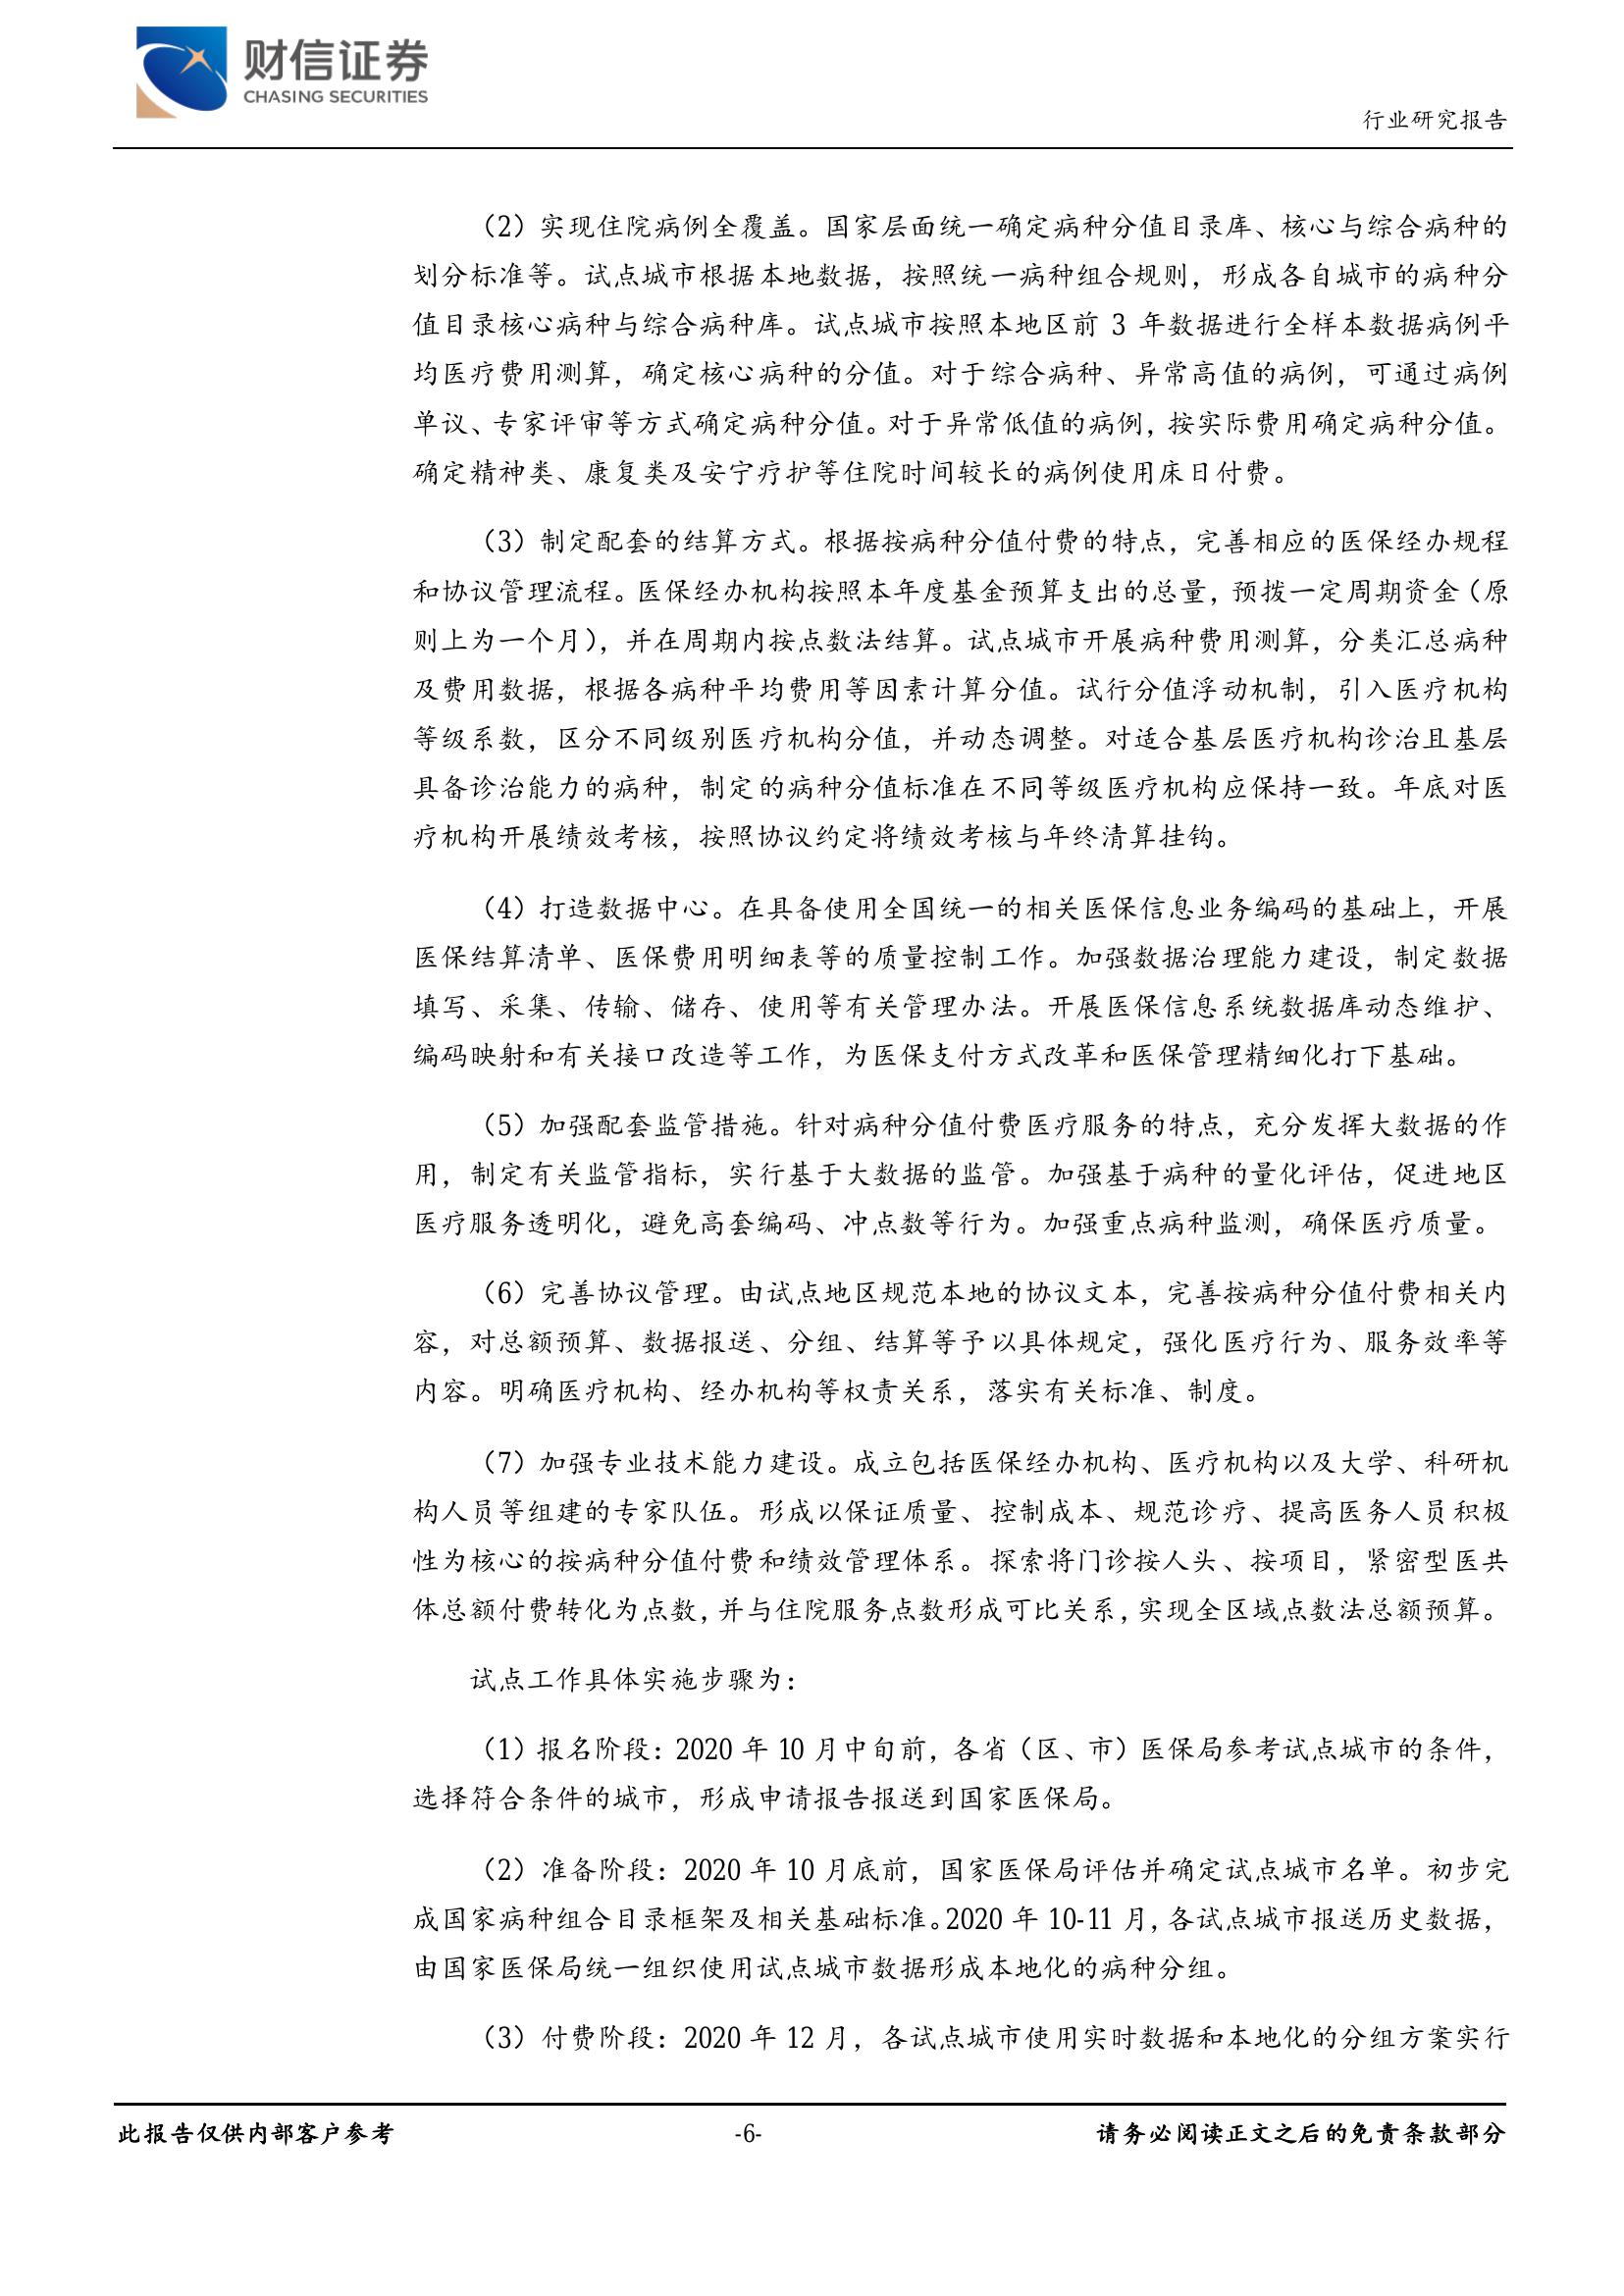 财信证券
CHASING SECURITIES
行业研究报告
（2）实现住院病例全覆盖。国家层面统一确定病种分值目录库、核心与综合病种的
划分标准等。试点城市根据本地数据，按照统一病种组合规则，形成各自城市的病种分
值目录核心病种与综合病种库。试点城市按照本地区前 3 年数据进行全样本数据病例平
均医疗费用测算，确定核心病种的分值。对于综合病种、异常高值的病例，可通过病例
单议、专家评审等方式确定病种分值。对于异常低值的病例，按实际费用确定病种分值。
确定精神类、康复类及安宁疗护等住院时间较长的病例使用床日付费。
（3）制定配套的结算方式。根据按病种分值付费的特点，完善相应的医保经办规程
和协议管理流程。医保经办机构按照本年度基金预算支出的总量，预拨一定周期资金（原
则上为一个月），并在周期内按点数法结算。试点城市开展病种费用测算，分类汇总病种
及费用数据，根据各病种平均费用等因素计算分值。试行分值浮动机制，引入医疗机构
等级系数，区分不同级别医疗机构分值，并动态调整。对适合基层医疗机构诊治且基层
具备诊治能力的病种，制定的病种分值标准在不同等级医疗机构应保持一致。年底对医
疗机构开展绩效考核，按照协议约定将绩效考核与年终清算挂钩。
（4）打造数据中心。在具备使用全国统一的相关医保信息业务编码的基础上，开展
医保结算清单、医保费用明细表等的质量控制工作。加强数据治理能力建设，制定数据
填写、采集、传输、储存、使用等有关管理办法。开展医保信息系统数据库动态维护、
编码映射和有关接口改造等工作，为医保支付方式改革和医保管理精细化打下基础。
（5）加强配套监管措施。针对病种分值付费医疗服务的特点，充分发挥大数据的作
用，制定有关监管指标，实行基于大数据的监管。加强基于病种的量化评估，促进地区
医疗服务透明化，避免高套编码、冲点数等行为。加强重点病种监测，确保医疗质量。
（6）完善协议管理。由试点地区规范本地的协议文本，完善按病种分值付费相关内
容，对总额预算、数据报送、分组、结算等予以具体规定，强化医疗行为、服务效率等
内容。明确医疗机构、经办机构等权责关系，落实有关标准、制度。
（7）加强专业技术能力建设。成立包括医保经办机构、医疗机构以及大学、科研机
构人员等组建的专家队伍。形成以保证质量、控制成本、规范诊疗、提高医务人员积极
性为核心的按病种分值付费和绩效管理体系。探索将门诊按人头、按项目，紧密型医共
体总额付费转化为点数，并与住院服务点数形成可比关系，实现全区域点数法总额预算。
试点工作具体实施步骤为：
（1）报名阶段：2020 年 10 月中旬前，各省（区、市）医保局参考试点城市的条件，
选择符合条件的城市，形成申请报告报送到国家医保局。
（2）准备阶段：2020 年 10 月底前，国家医保局评估并确定试点城市名单。初步完
成国家病种组合目录框架及相关基础标准。2020 年 10-11 月，各试点城市报送历史数据，
由国家医保局统一组织使用试点城市数据形成本地化的病种分组。
（3）付费阶段：2020 年 12 月，各试点城市使用实时数据和本地化的分组方案实行
此报告仅供内部客户参考
-6-
请务必阅读正文之后的免责条款部分